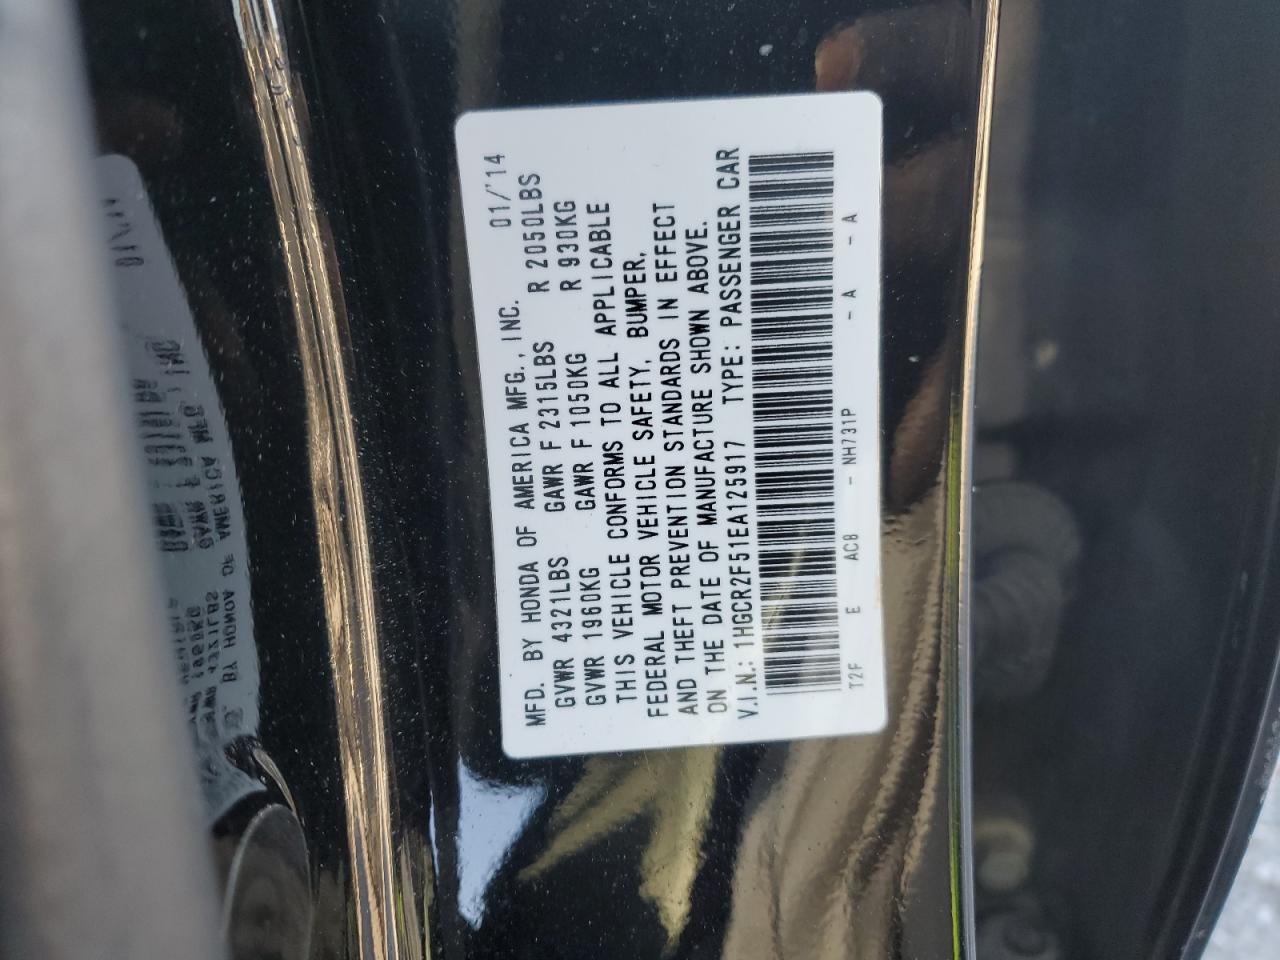 MFD. BY HONDA OF AMERICA MFG., INC. 01/'14
GVWR 4321LBS GAWR F 2315LBS R 2050LBS
GVWR 1960KG GAWR F 1050KG R 930KG
THIS VEHICLE CONFORMS TO ALL APPLICABLE
FEDERAL MOTOR VEHICLE SAFETY, BUMPER,
AND THEFT PREVENTION STANDARDS IN EFFECT
ON THE DATE OF MANUFACTURE SHOWN ABOVE.
V.I.N.: 1HGCR2F51EA125917 TYPE: PASSENGER CAR
T2F E ACB - NH731P - A - A